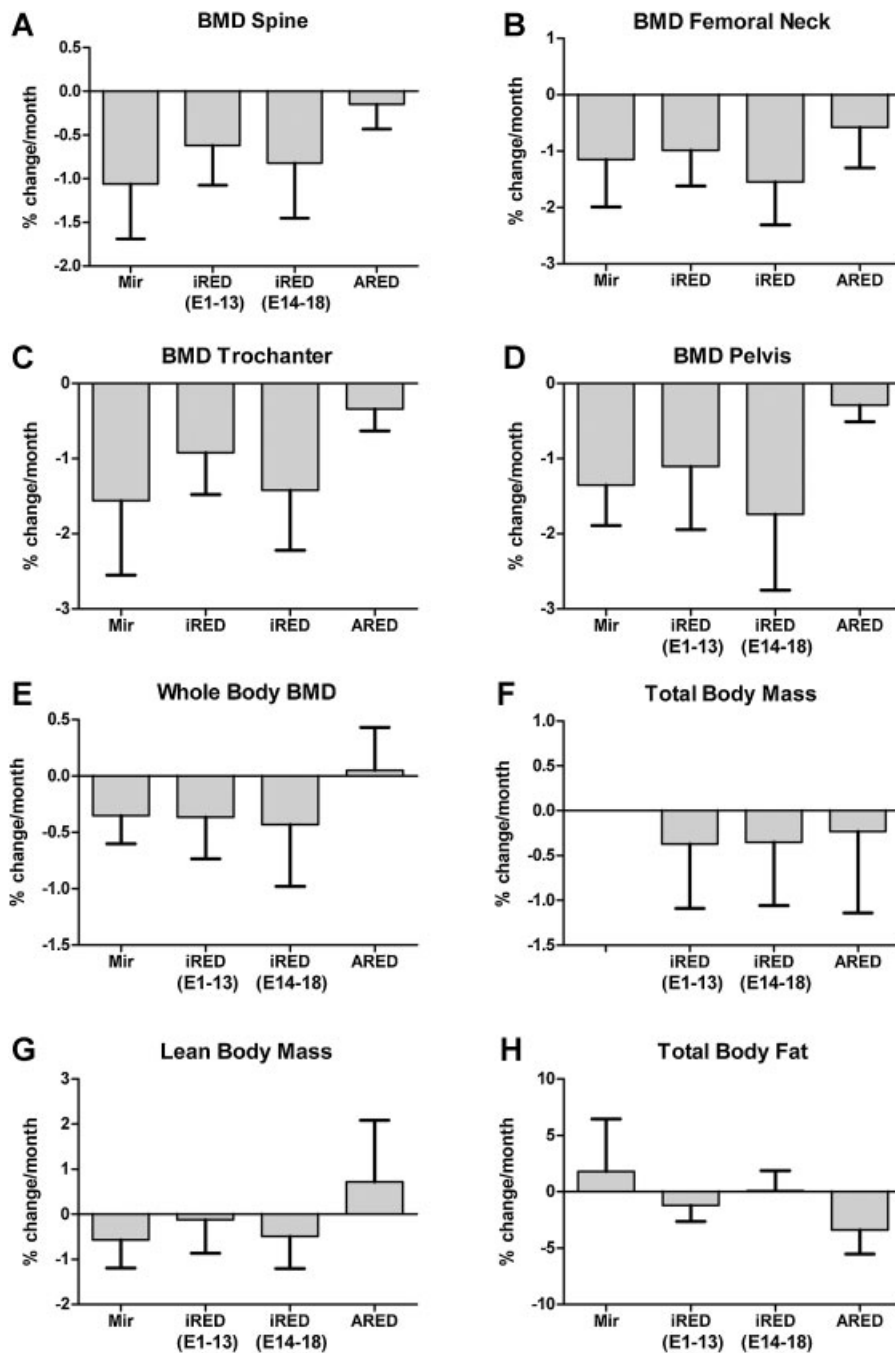 A
BMD Spine
% change/month
0.5
0.0
-0.5
-1.0
-1.5
-2.0
Mir
iRED
(E1-13)
iRED
(E14-18)
ARED
B
BMD Femoral Neck
% change/month
1
0
-1
-2
-3
Mir
iRED
iRED
ARED
C
BMD Trochanter
% change/month
0
-1
-2
-3
Mir
iRED
iRED
ARED
D
BMD Pelvis
% change/month
0
-1
-2
-3
Mir
iRED
(E1-13)
iRED
(E14-18)
ARED
E
Whole Body BMD
% change/month
0.5
0.0
-0.5
-1.0
-1.5
Mir
iRED
(E1-13)
iRED
(E14-18)
ARED
F
Total Body Mass
% change/month
1.0
0.5
0.0
-0.5
-1.0
-1.5
iRED
(E1-13)
iRED
(E14-18)
ARED
G
Lean Body Mass
% change/month
3
2
1
0
-1
-2
Mir
iRED
(E1-13)
iRED
(E14-18)
ARED
H
Total Body Fat
% change/month
10
5
0
-5
-10
Mir
iRED
(E1-13)
iRED
(E14-18)
ARED